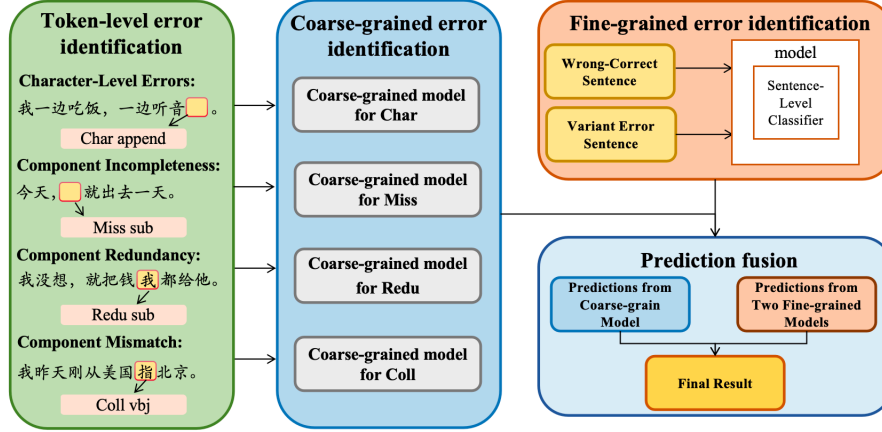 Token-level error
identification
Character-Level Errors:
我一边吃饭，一边听音 。
Char append
Component Incompleteness:
今天， 就出去一天。
Miss sub
Component Redundancy:
我没想，就把钱我都给他。
Redu sub
Component Mismatch:
我昨天刚从美国指北京。
Coll vbj
Coarse-grained error
identification
Coarse-grained model
for Char
Coarse-grained model
for Miss
Coarse-grained model
for Redu
Coarse-grained model
for Coll
Fine-grained error identification
Wrong-Correct
Sentence
Variant Error
Sentence
model
Sentence-
Level
Classifier
Prediction fusion
Predictions from
Coarse-grain
Model
Predictions from
Two Fine-grained
Models
Final Result